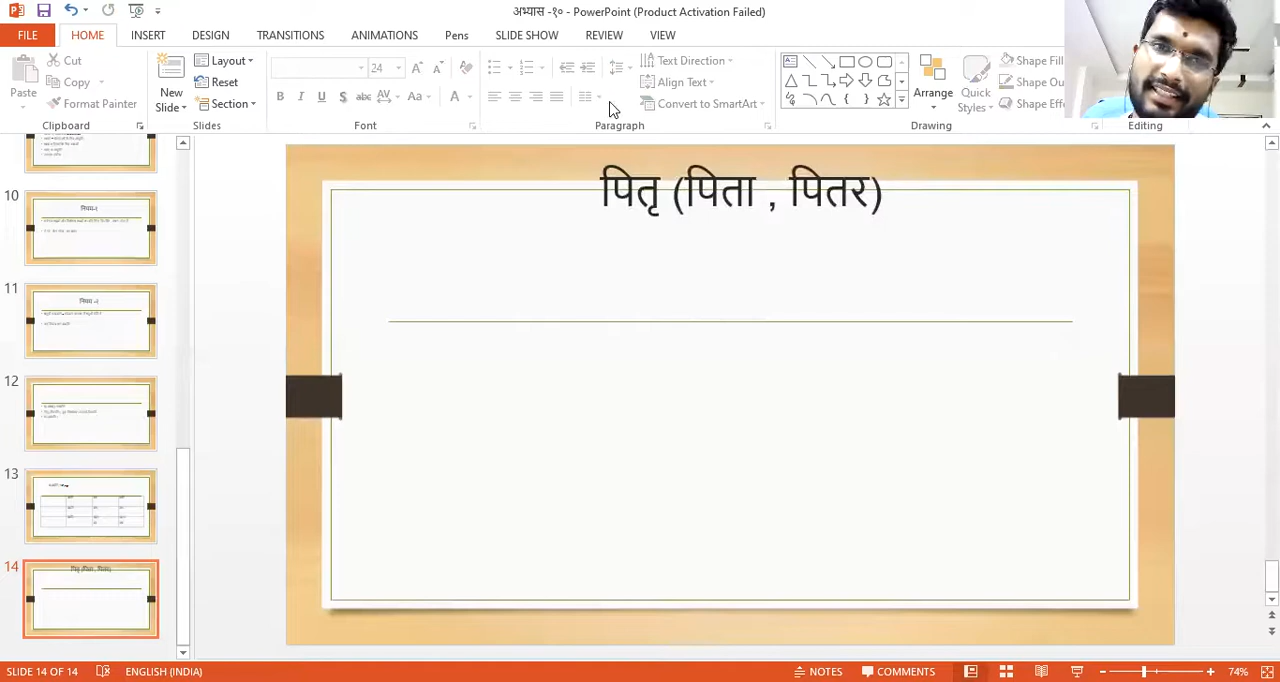 अभ्यास -१० - PowerPoint (Product Activation Failed)
FILE HOME INSERT DESIGN TRANSITIONS ANIMATIONS Pens SLIDE SHOW REVIEW VIEW
Paste
Cut
Copy
Format Painter
Clipboard
New Slide
Layout
Reset
Section
Slides
24
B I U S abc AV Aa A
Font
Text Direction
Align Text
Convert to SmartArt
Paragraph
Arrange
Quick Styles
Shape Fill
Shape Ou
Shape Effe
Drawing
Editing
10
11
12
13
14
पितृ (पिता , पितर)
SLIDE 14 OF 14 ENGLISH (INDIA) NOTES COMMENTS 74%